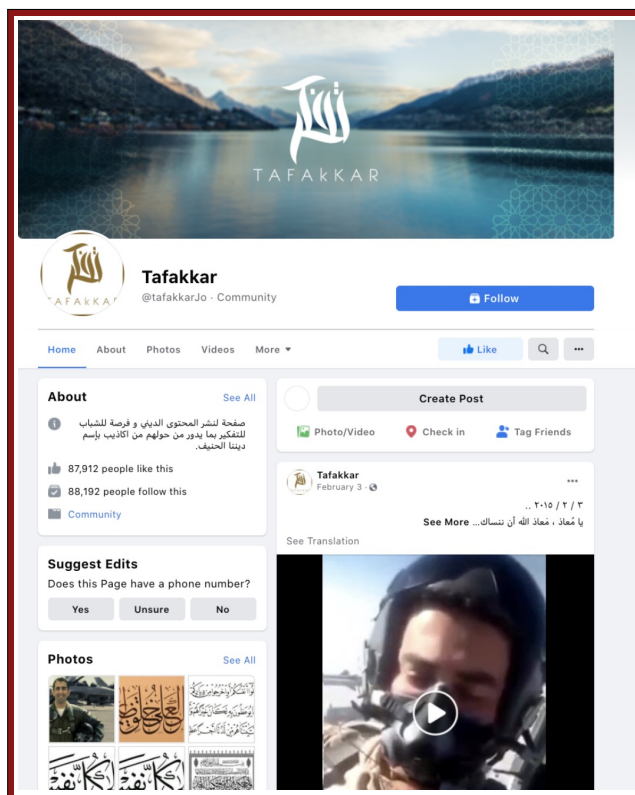 تفكر
TAFAKKAR
تفكر
TAFAKKAR
Tafakkar
@tafakkarJo · Community
Follow
Home About Photos Videos More
Like
About See All
صفحة لنشر المحتوى الديني و فرصة للشباب
للتفكير بما يدور من حولهم من اكاذيب بإسم
ديننا الحنيف.
87,912 people like this
88,192 people follow this
Community
Suggest Edits
Does this Page have a phone number?
Yes Unsure No
Photos See All
Create Post
Photo/Video Check in Tag Friends
Tafakkar
February 3 ·
٣ / ٢ / ٢٠١٥ ..
يا مُعاذ ، مَعاذ الله أن ننساك... See More
See Translation